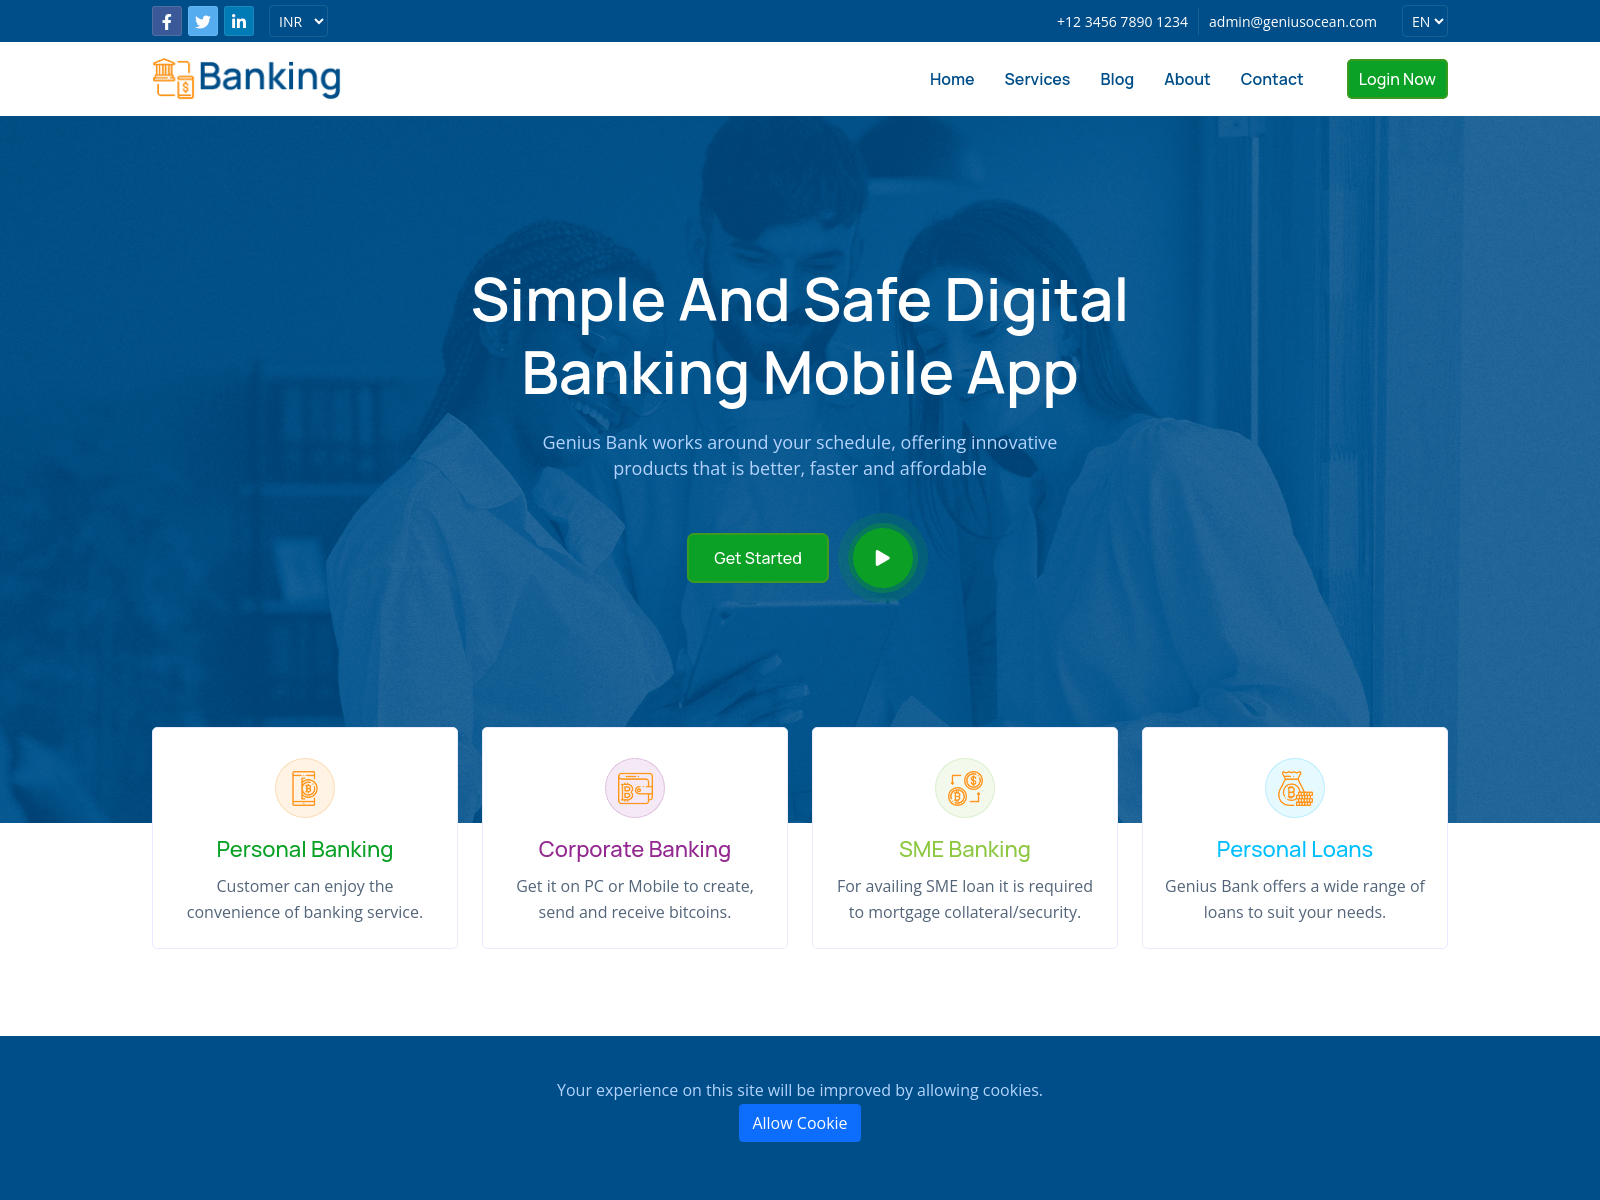 INR
+12 3456 7890 1234
admin@geniusocean.com
EN
Banking
Home
Services
Blog
About
Contact
Login Now
Simple And Safe Digital
Banking Mobile App
Genius Bank works around your schedule, offering innovative
products that is better, faster and affordable
Get Started
Personal Banking
Customer can enjoy the
convenience of banking service.
Corporate Banking
Get it on PC or Mobile to create,
send and receive bitcoins.
SME Banking
For availing SME loan it is required
to mortgage collateral/security.
Personal Loans
Genius Bank offers a wide range of
loans to suit your needs.
Your experience on this site will be improved by allowing cookies.
Allow Cookie